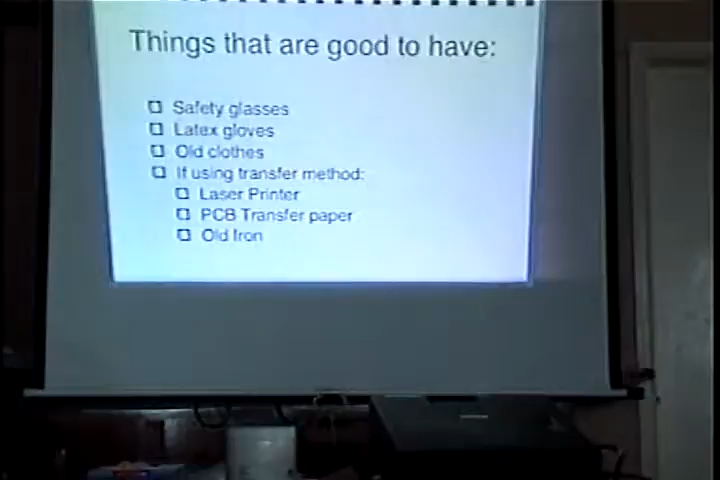 Things that are good to have:
Safety glasses
Latex gloves
Old clothes
If using transfer method:
Laser Printer
PCB Transfer paper
Old Iron